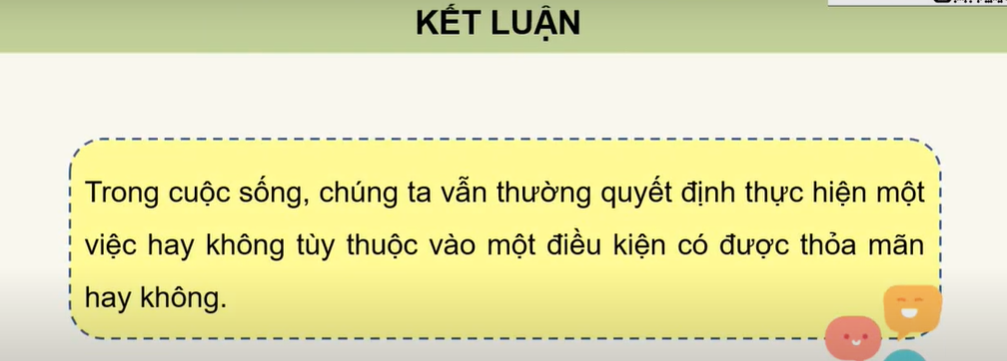 KẾT LUẬN
Trong cuộc sống, chúng ta vẫn thường quyết định thực hiện một
việc hay không tùy thuộc vào một điều kiện có được thỏa mãn
hay không.